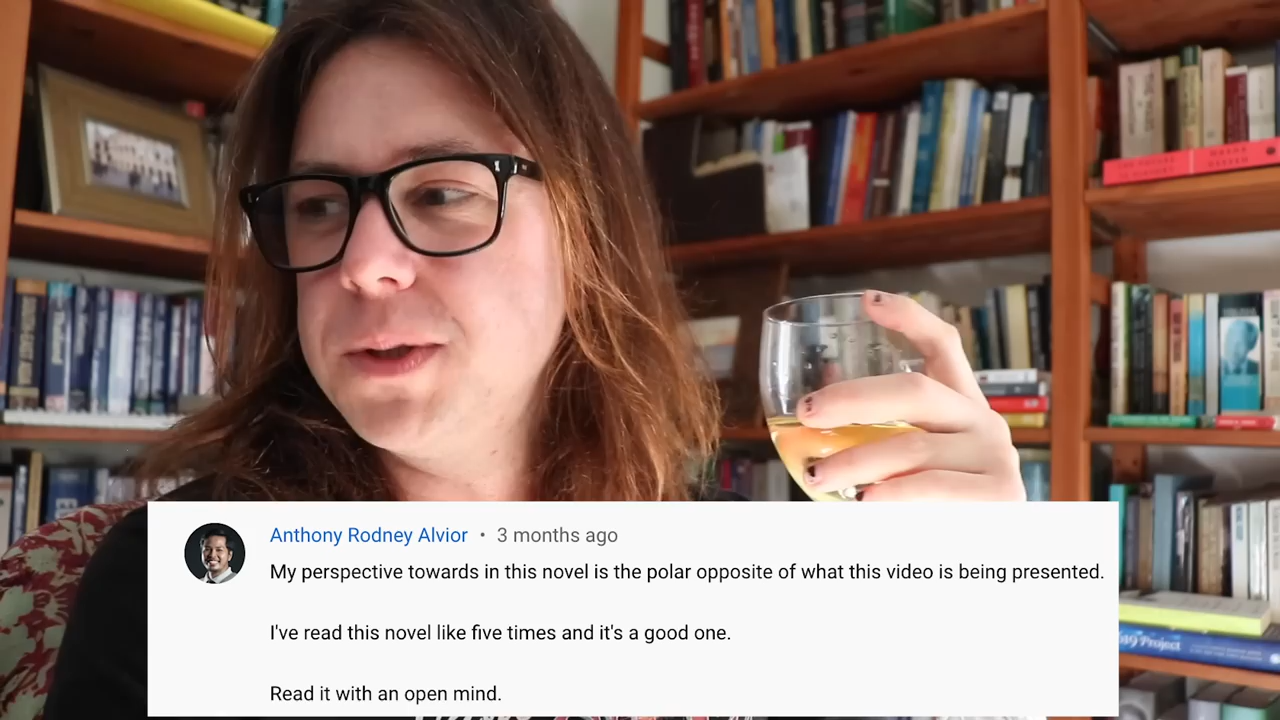 Anthony Rodney Alvior • 3 months ago
My perspective towards in this novel is the polar opposite of what this video is being presented.
I've read this novel like five times and it's a good one.
Read it with an open mind.
Project